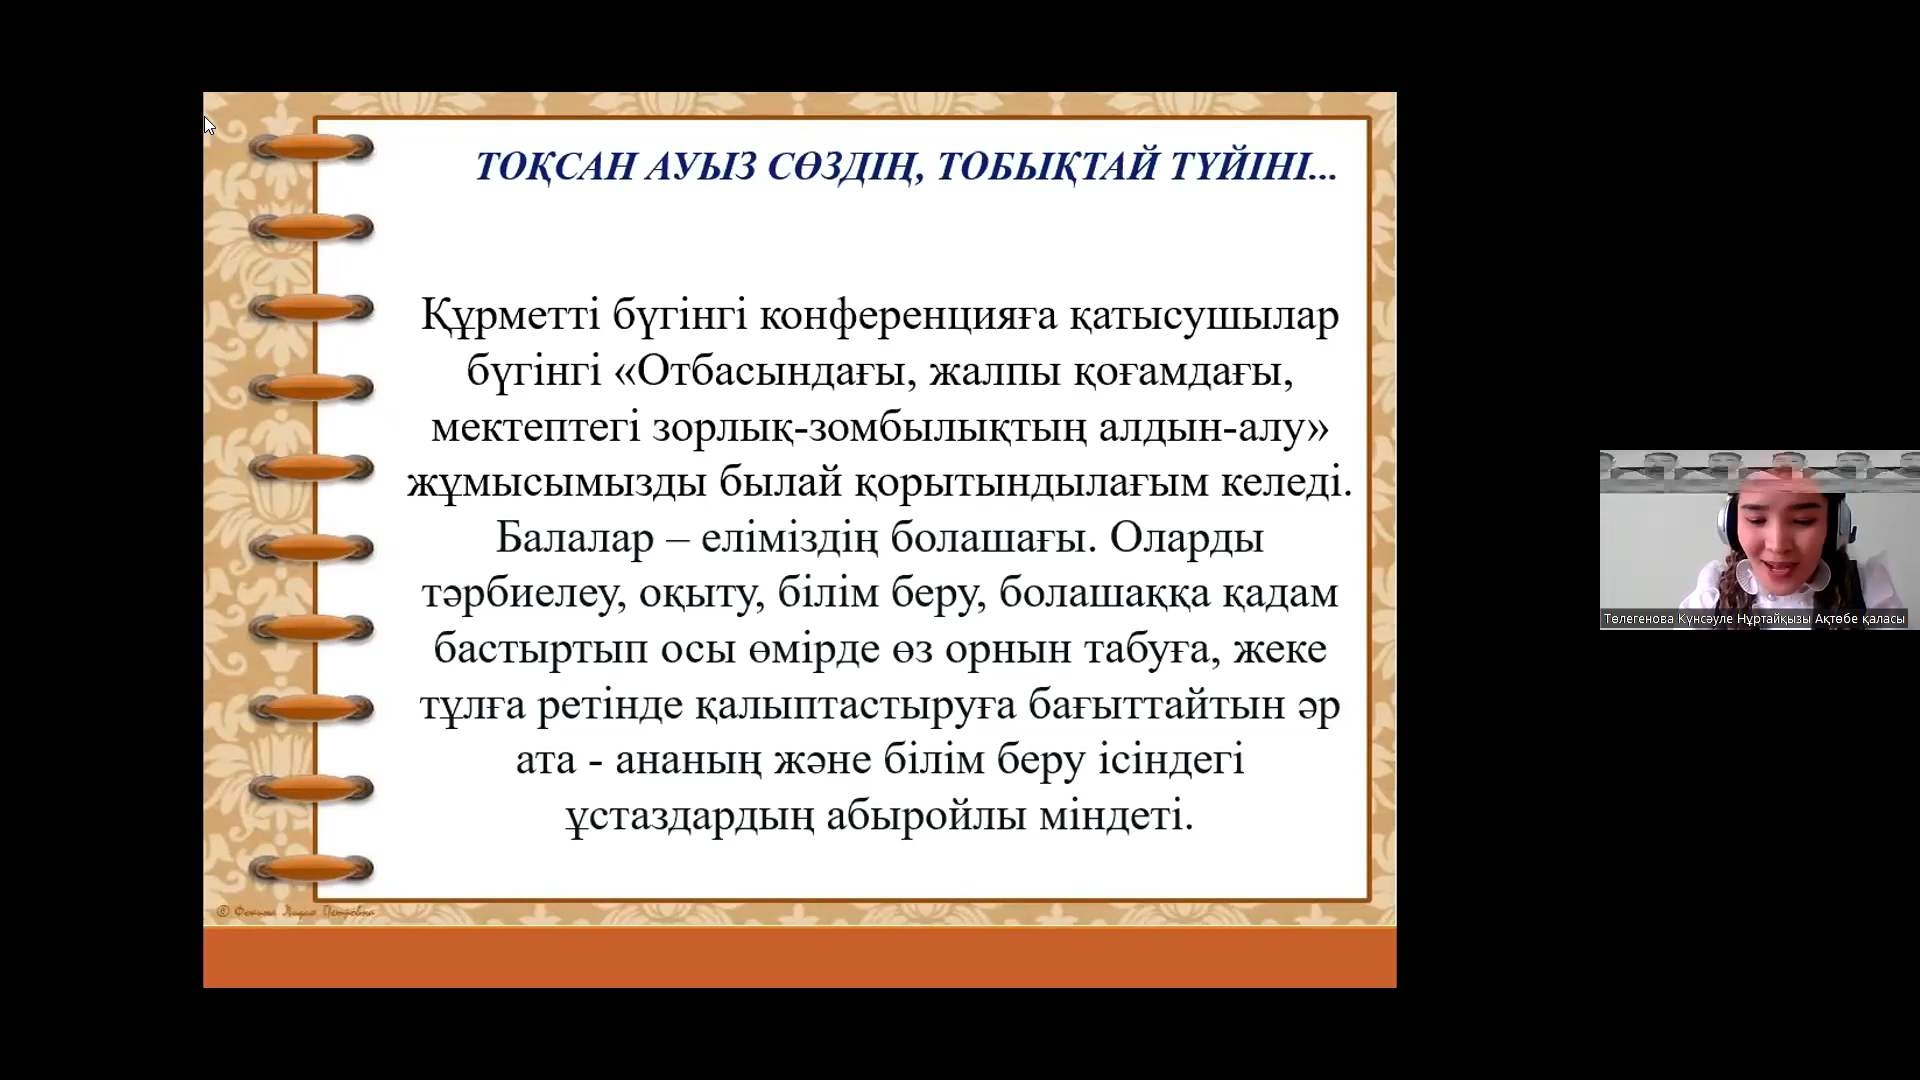 ТОҚСАН АУЫЗ СӨЗДІҢ, ТОБЫҚТАЙ ТҮЙІНІ...
Құрметті бүгінгі конференцияға қатысушылар
бүгінгі «Отбасындағы, жалпы қоғамдағы,
мектептегі зорлық-зомбылықтың алдын-алу»
жұмысымызды былай қорытындылағым келеді.
Балалар – еліміздің болашағы. Оларды
тәрбиелеу, оқыту, білім беру, болашаққа қадам
бастыртып осы өмірде өз орнын табуға, жеке
тұлға ретінде қалыптастыруға бағыттайтын әр
ата - ананың және білім беру ісіндегі
ұстаздардың абыройлы міндеті.
© Фокина Лидия Петровна
Төлегенова Күнсәуле Нұртайқызы Ақтөбе қаласы